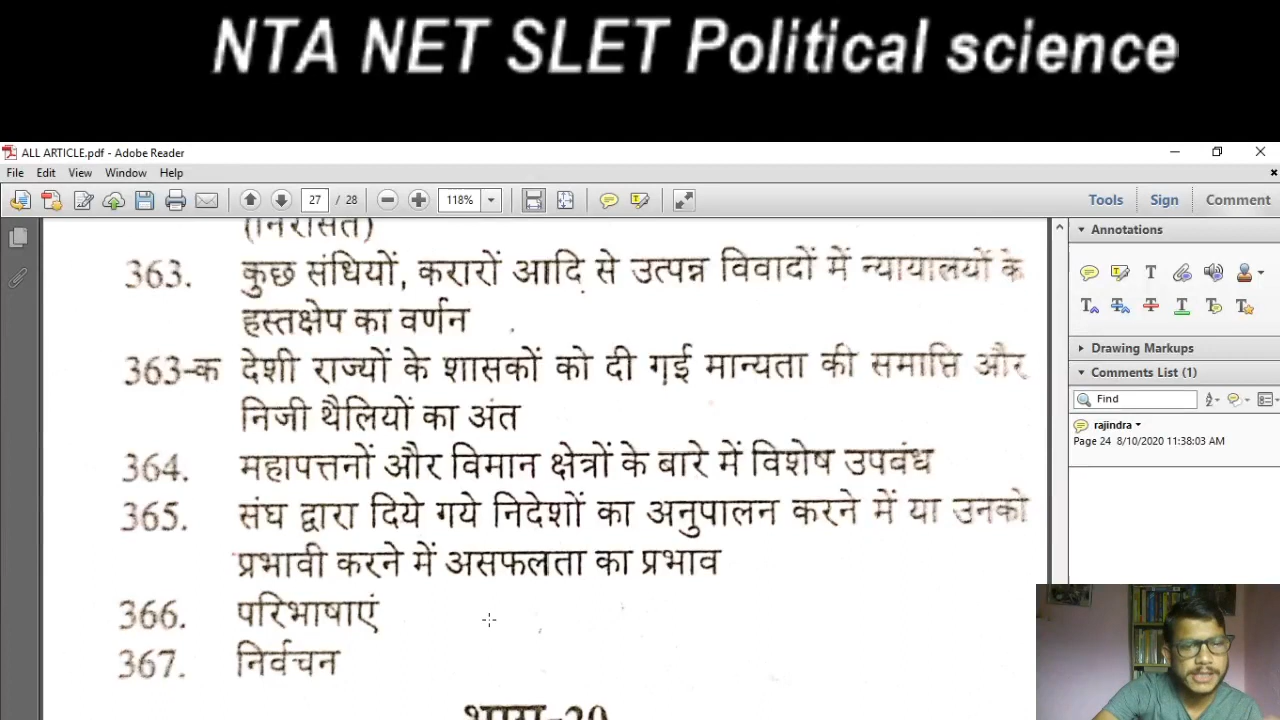 NTA NET SLET Political science
ALL ARTICLE.pdf - Adobe Reader
File Edit View Window Help
27 / 28 118% Tools Sign Comment
(निरसित)
363. कुछ संधियों, करारों आदि से उत्पन्न विवादों में न्यायालयों के
हस्तक्षेप का वर्णन
363-क देशी राज्यों के शासकों को दी गई मान्यता की समाप्ति और
निजी थैलियों का अंत
364. महापत्तनों और विमान क्षेत्रों के बारे में विशेष उपवंध
365. संघ द्वारा दिये गये निदेशों का अनुपालन करने में या उनको
प्रभावी करने में असफलता का प्रभाव
366. परिभाषाएं
367. निर्वचन
भाग-20
Annotations
Drawing Markups
Comments List (1)
Find
rajindra
Page 24 8/10/2020 11:38:03 AM